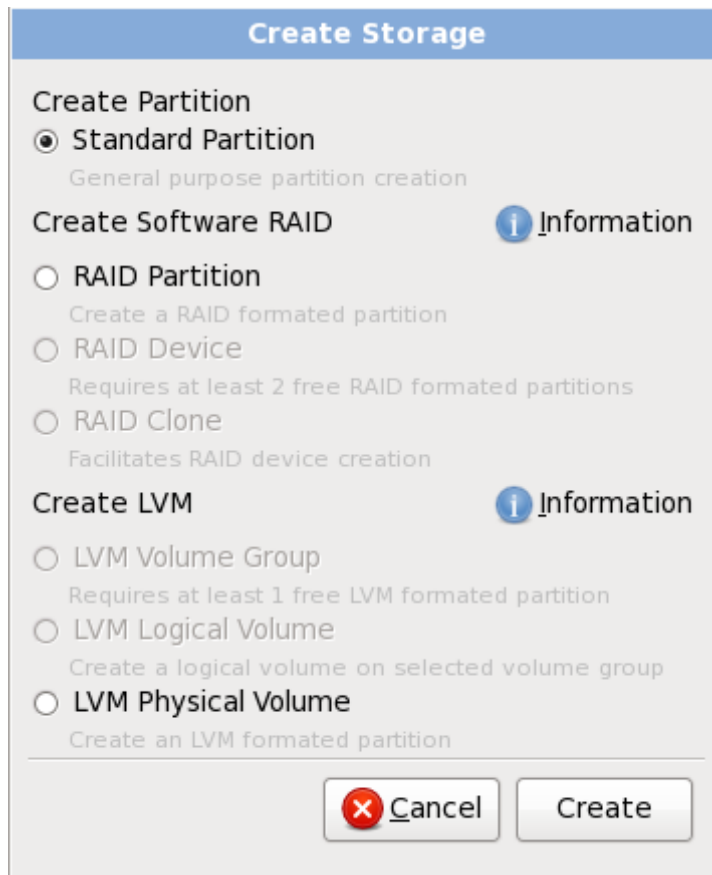 Create Storage
Create Partition
Standard Partition
General purpose partition creation
Create Software RAID Information
RAID Partition
Create a RAID formated partition
RAID Device
Requires at least 2 free RAID formated partitions
RAID Clone
Facilitates RAID device creation
Create LVM Information
LVM Volume Group
Requires at least 1 free LVM formated partition
LVM Logical Volume
Create a logical volume on selected volume group
LVM Physical Volume
Create an LVM formated partition
Cancel Create